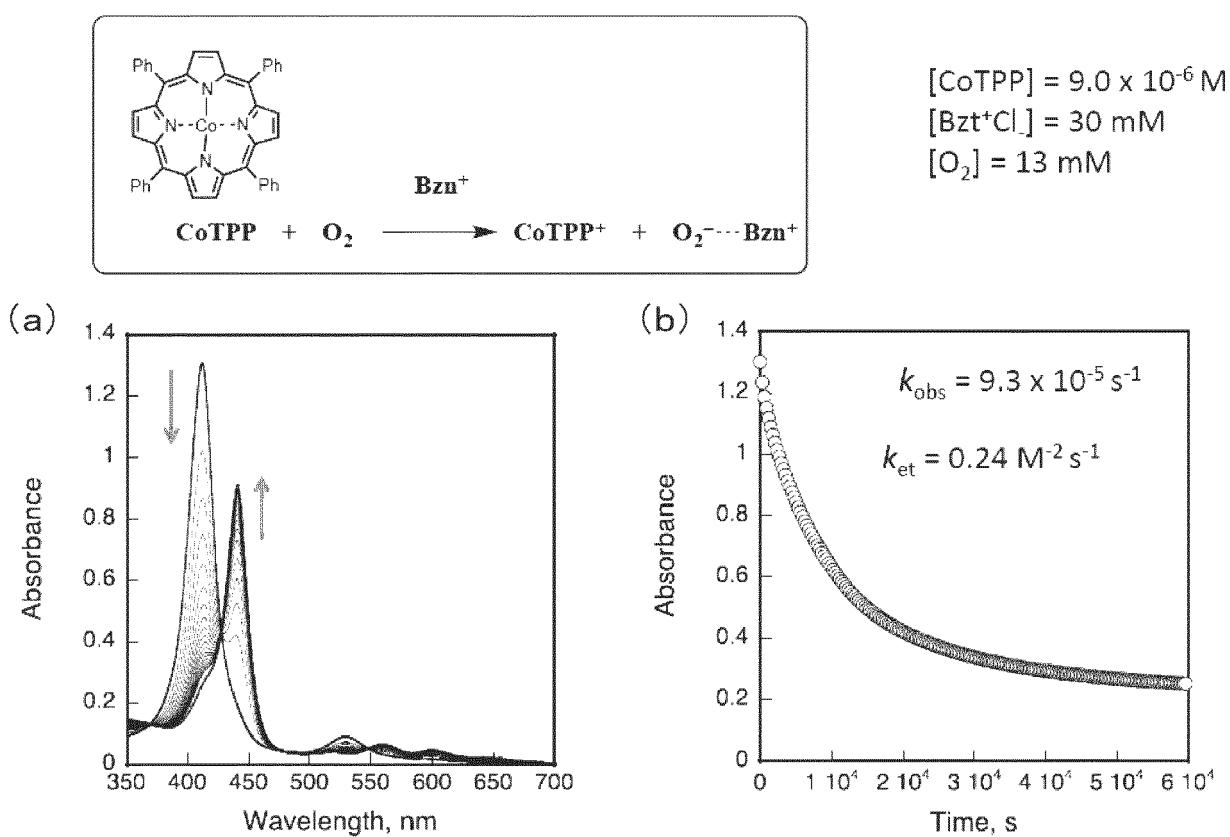 Ph
Ph
N
N
Co
N
N
Ph
Ph
Bzn⁺
CoTPP + O₂ → CoTPP⁺ + O₂⁻---Bzn⁺
[CoTPP] = 9.0 x 10⁻⁶ M
[Bzt⁺Cl₋] = 30 mM
[O₂] = 13 mM
(a)
1.4
1.2
1
0.8
0.6
0.4
0.2
0
350 400 450 500 550 600 650 700
Absorbance
Wavelength, nm
(b)
1.4
1.2
1
0.8
0.6
0.4
0.2
0
0 1 10⁴ 2 10⁴ 3 10⁴ 4 10⁴ 5 10⁴ 6 10⁴
Absorbance
Time, s
k_obs = 9.3 x 10⁻⁵ s⁻¹
k_et = 0.24 M⁻² s⁻¹